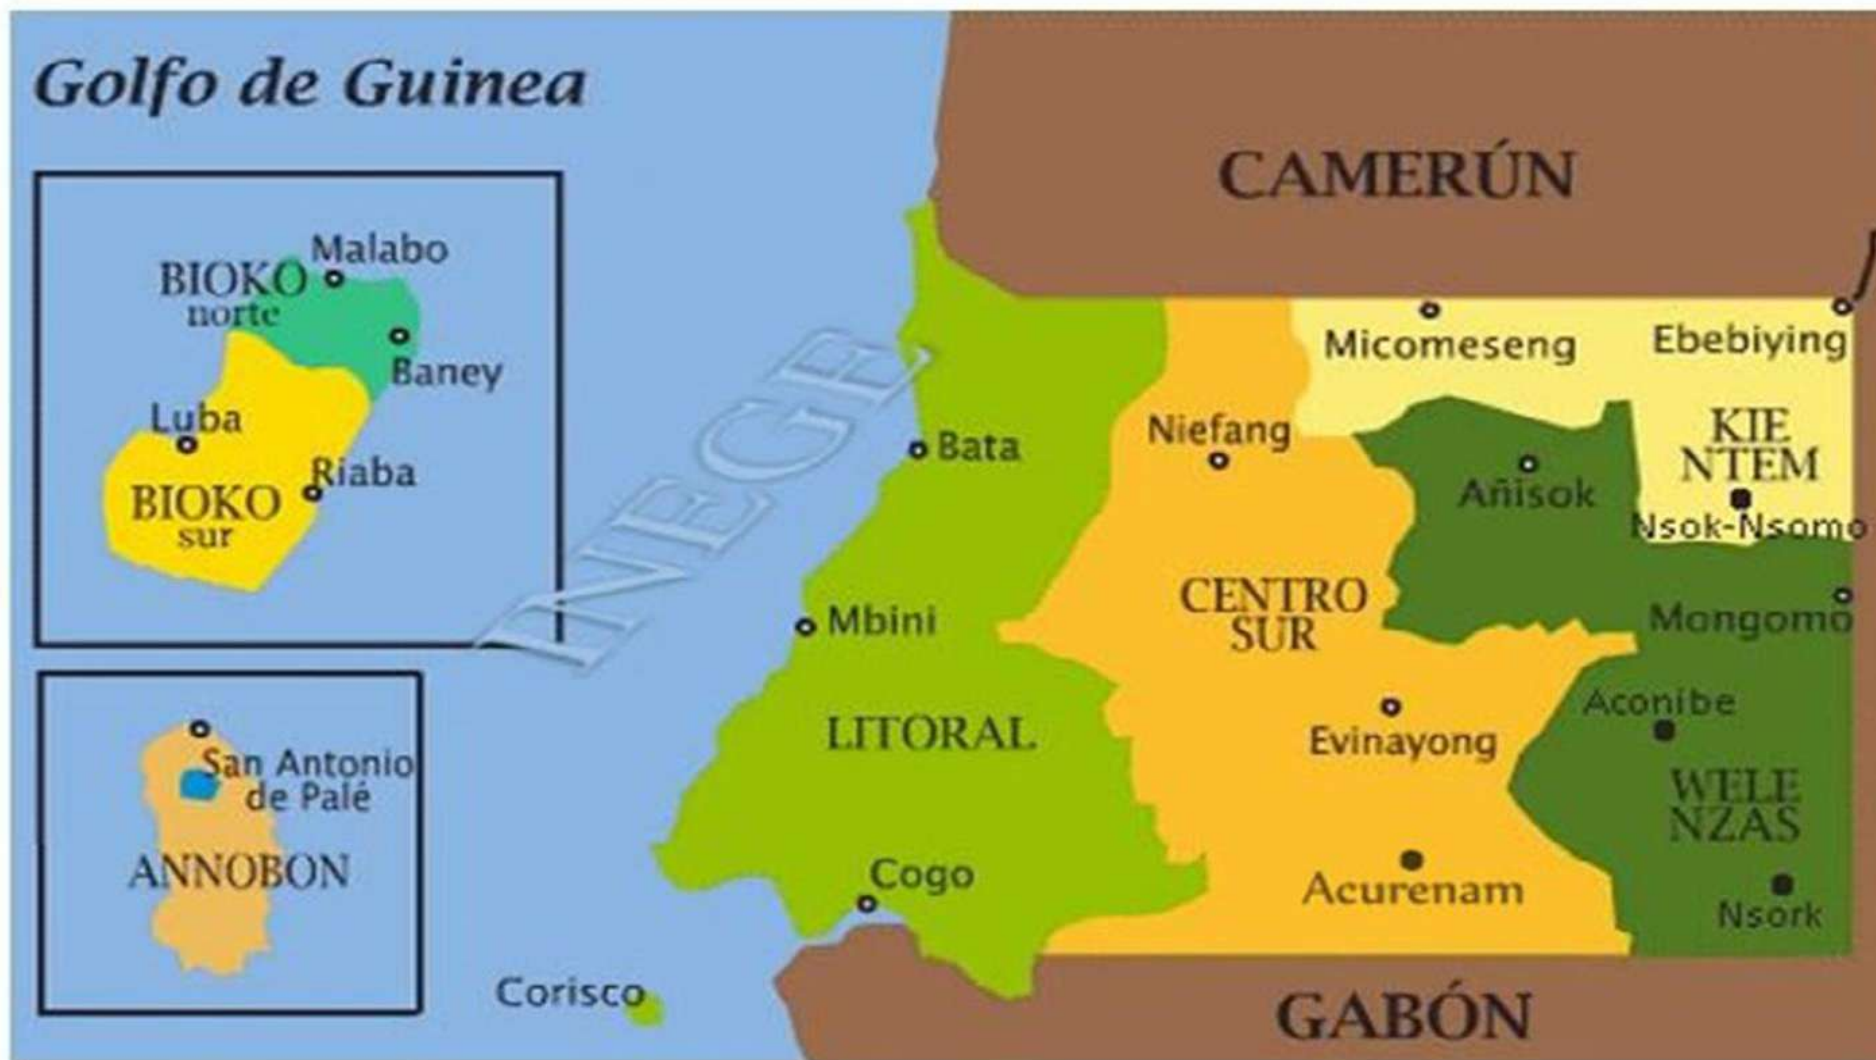 Golfo de Guinea
CAMERÚN
Malabo
BIOKO
norte
Baney
Luba
Riaba
BIOKO
sur
INEGE
Micomeseng
Ebebiying
KIE
NTEM
Nsok-Nsomo
Niefang
Añisok
Bata
CENTRO
SUR
Mbini
Mongomo
LITORAL
Evinayong
Aconibe
WELE
NZAS
San Antonio
de Palé
ANNOBON
Cogo
Acurenam
Nsork
Corisco
GABÓN